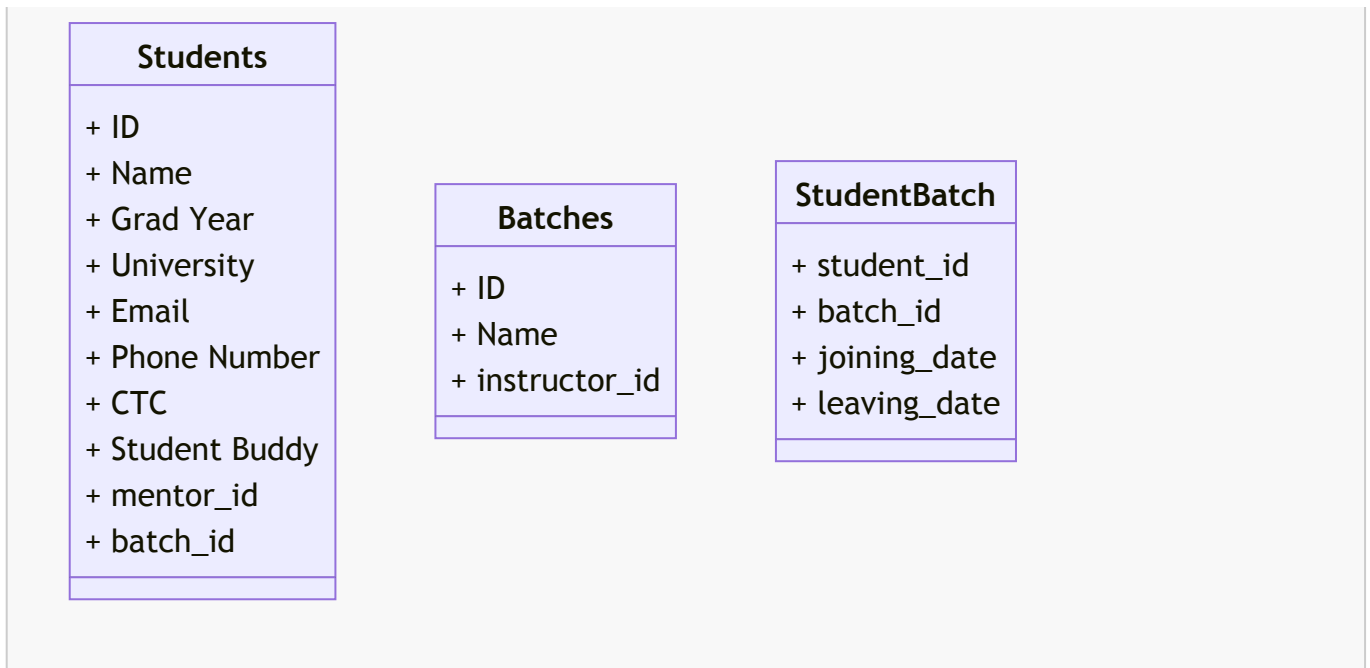 Students
+ ID
+ Name
+ Grad Year
+ University
+ Email
+ Phone Number
+ CTC
+ Student Buddy
+ mentor_id
+ batch_id
Batches
+ ID
+ Name
+ instructor_id
StudentBatch
+ student_id
+ batch_id
+ joining_date
+ leaving_date